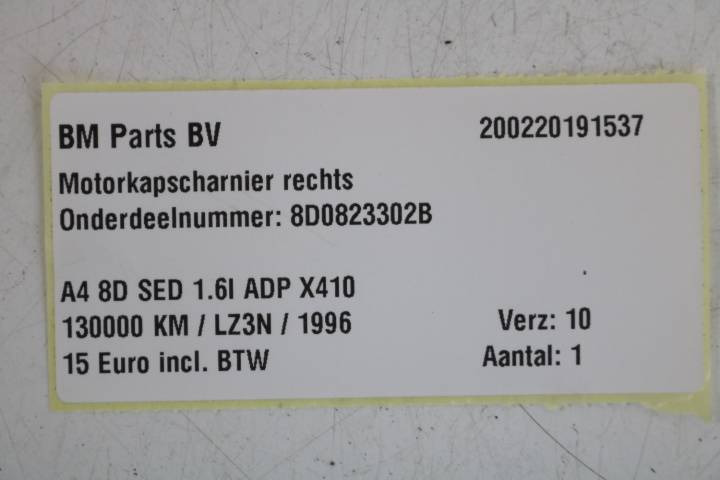 BM Parts BV 200220191537
Motorkapscharnier rechts
Onderdeelnummer: 8D0823302B
A4 8D SED 1.6I ADP X410
130000 KM / LZ3N / 1996 Verz: 10
15 Euro incl. BTW Aantal: 1